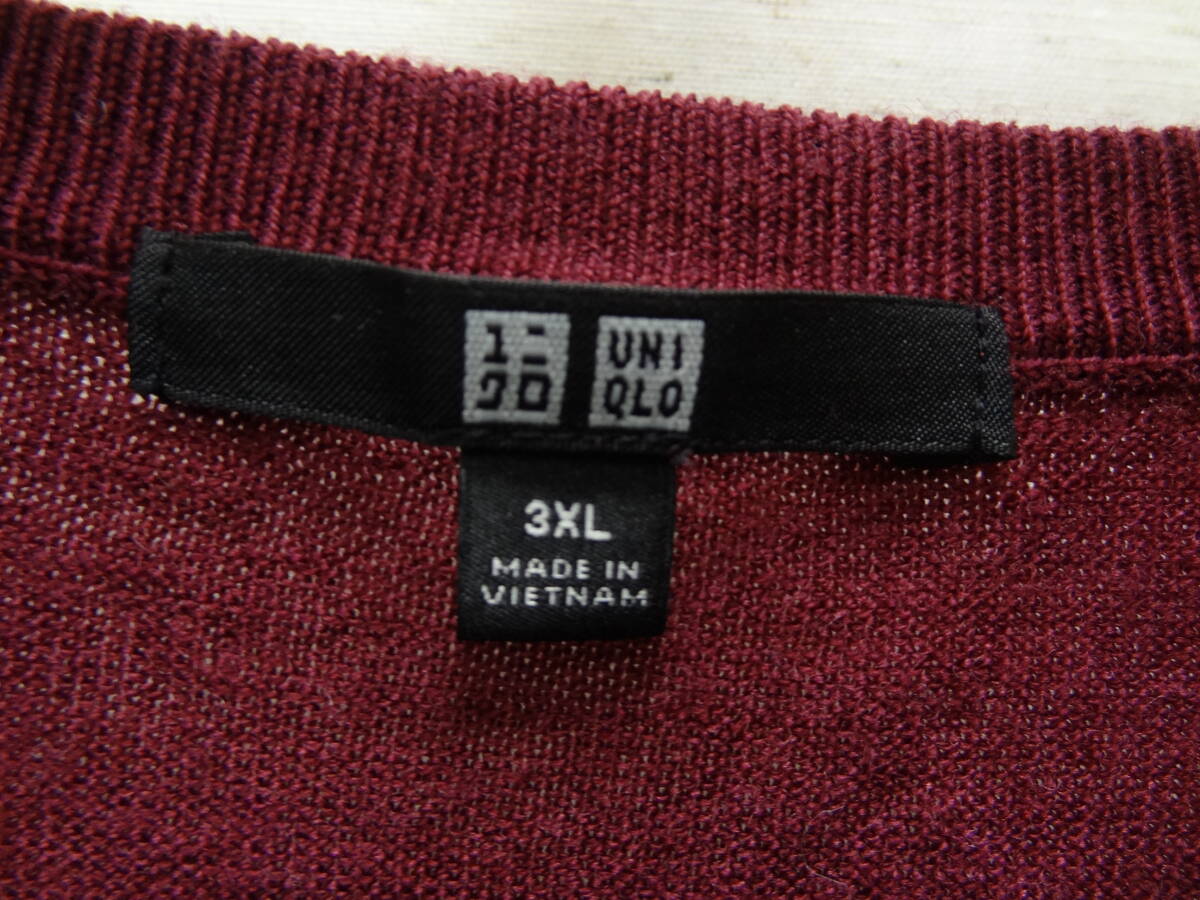 ユニ
クロ
UNI
QLO
3XL
MADE IN
VIETNAM